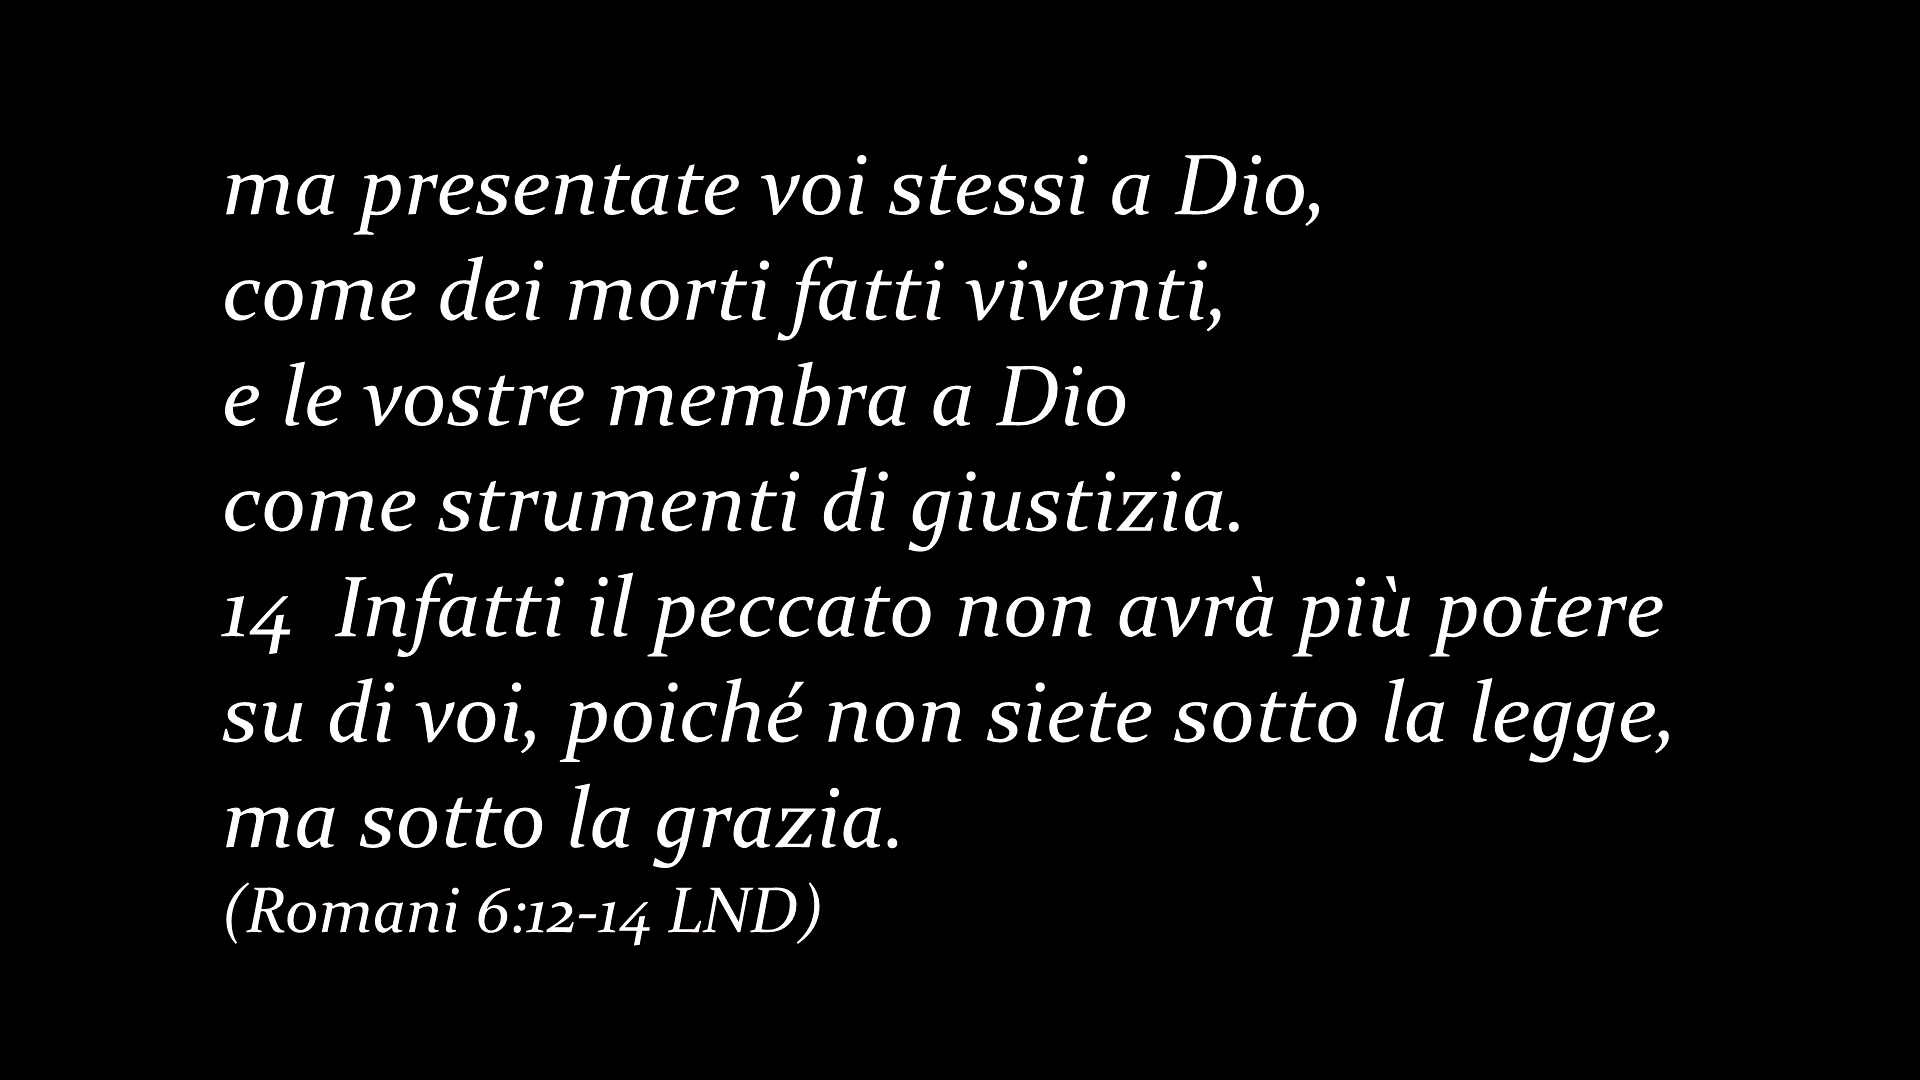 ma presentate voi stessi a Dio,
come dei morti fatti viventi,
e le vostre membra a Dio
come strumenti di giustizia.
14  Infatti il peccato non avrà più potere
su di voi, poiché non siete sotto la legge,
ma sotto la grazia.
(Romani 6:12-14 LND)